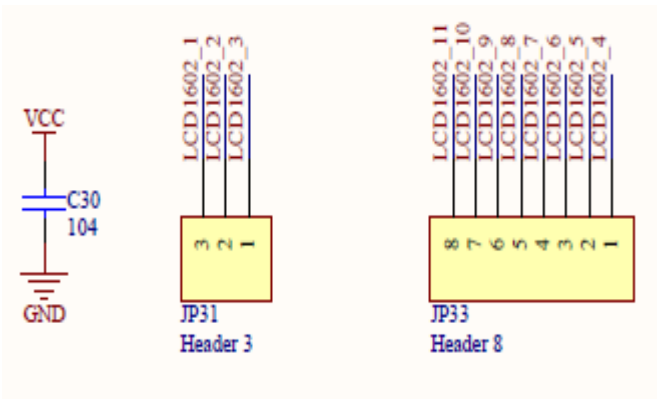 VCC
C30
104
GND
LCD1602_1
LCD1602_2
LCD1602_3
3 2 1
JP31
Header 3
LCD1602_11
LCD1602_10
LCD1602_9
LCD1602_8
LCD1602_7
LCD1602_6
LCD1602_5
LCD1602_4
8 7 6 5 4 3 2 1
JP33
Header 8